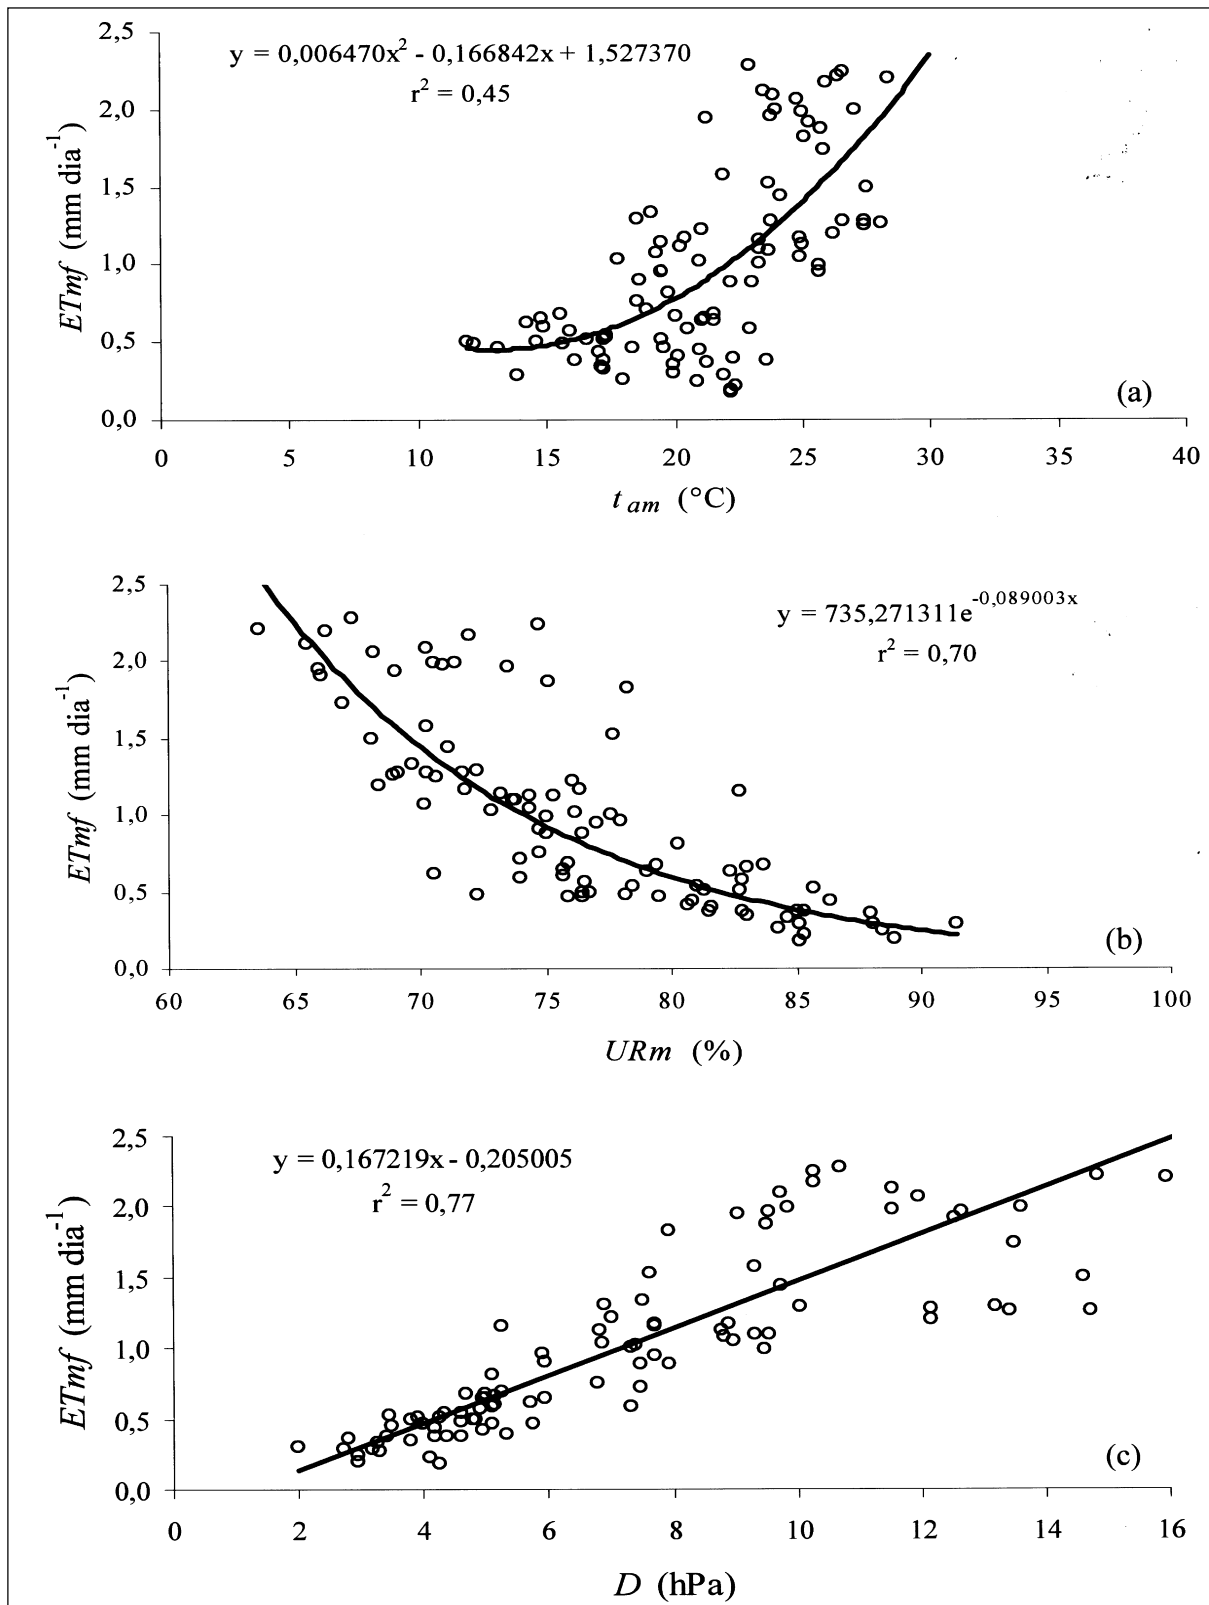 y = 0,006470x² - 0,166842x + 1,527370
r² = 0,45
ETmf (mm dia⁻¹)
2,5
2,0
1,5
1,0
0,5
0,0
(a)
0 5 10 15 20 25 30 35 40
t am (°C)
y = 735,271311e^-0,089003x
r² = 0,70
ETmf (mm dia⁻¹)
2,5
2,0
1,5
1,0
0,5
0,0
(b)
60 65 70 75 80 85 90 95 100
URm (%)
y = 0,167219x - 0,205005
r² = 0,77
ETmf (mm dia⁻¹)
2,5
2,0
1,5
1,0
0,5
0,0
(c)
0 2 4 6 8 10 12 14 16
D (hPa)